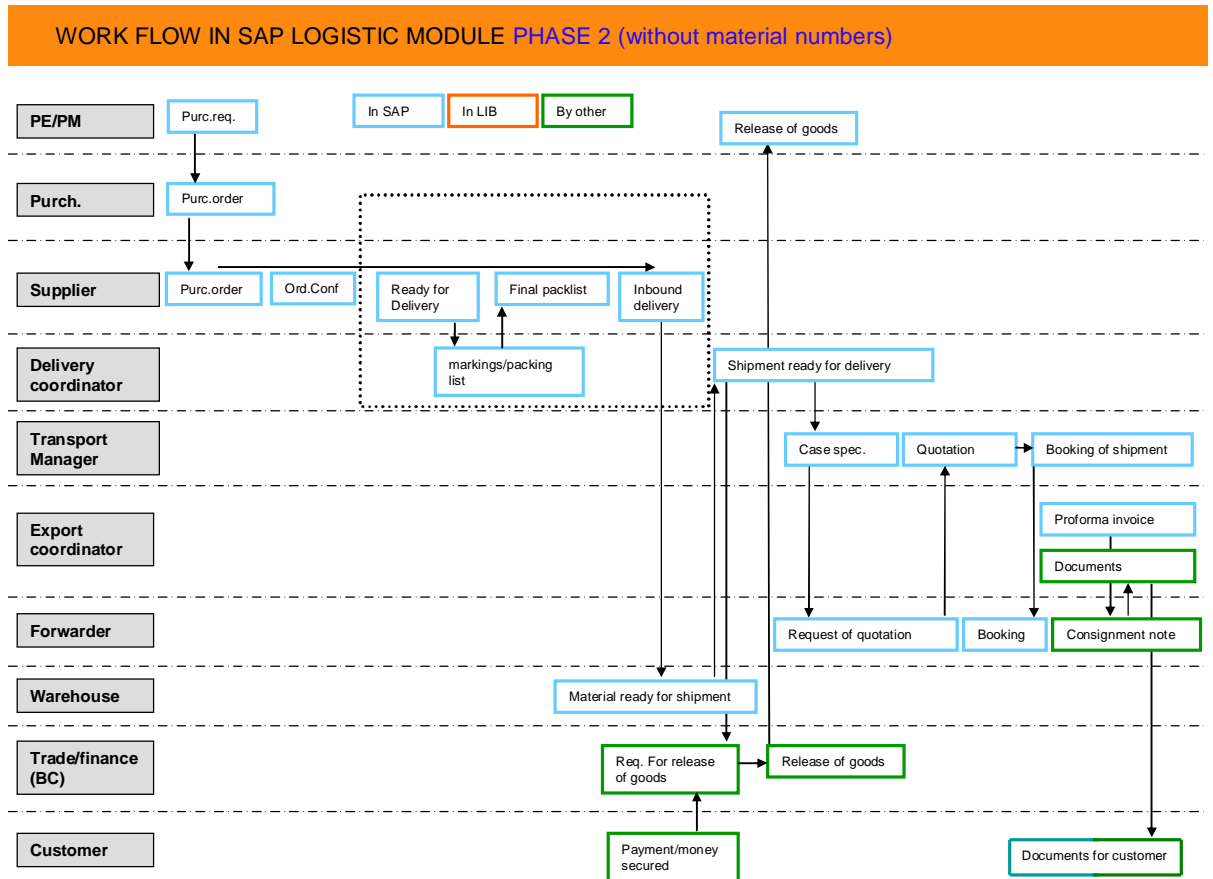 WORK FLOW IN SAP LOGISTIC MODULE PHASE 2 (without material numbers)
PE/PM
Purc.req.
In SAP
In LIB
By other
Release of goods
Purch.
Purc.order
Supplier
Purc.order
Ord.Conf
Ready for
Delivery
Final packlist
Inbound
delivery
Delivery
coordinator
markings/packing
list
Shipment ready for delivery
Transport
Manager
Case spec.
Quotation
Booking of shipment
Export
coordinator
Proforma invoice
Documents
Forwarder
Request of quotation
Booking
Consignment note
Warehouse
Material ready for shipment
Trade/finance
(BC)
Req. For release
of goods
Release of goods
Customer
Payment/money
secured
Documents for customer